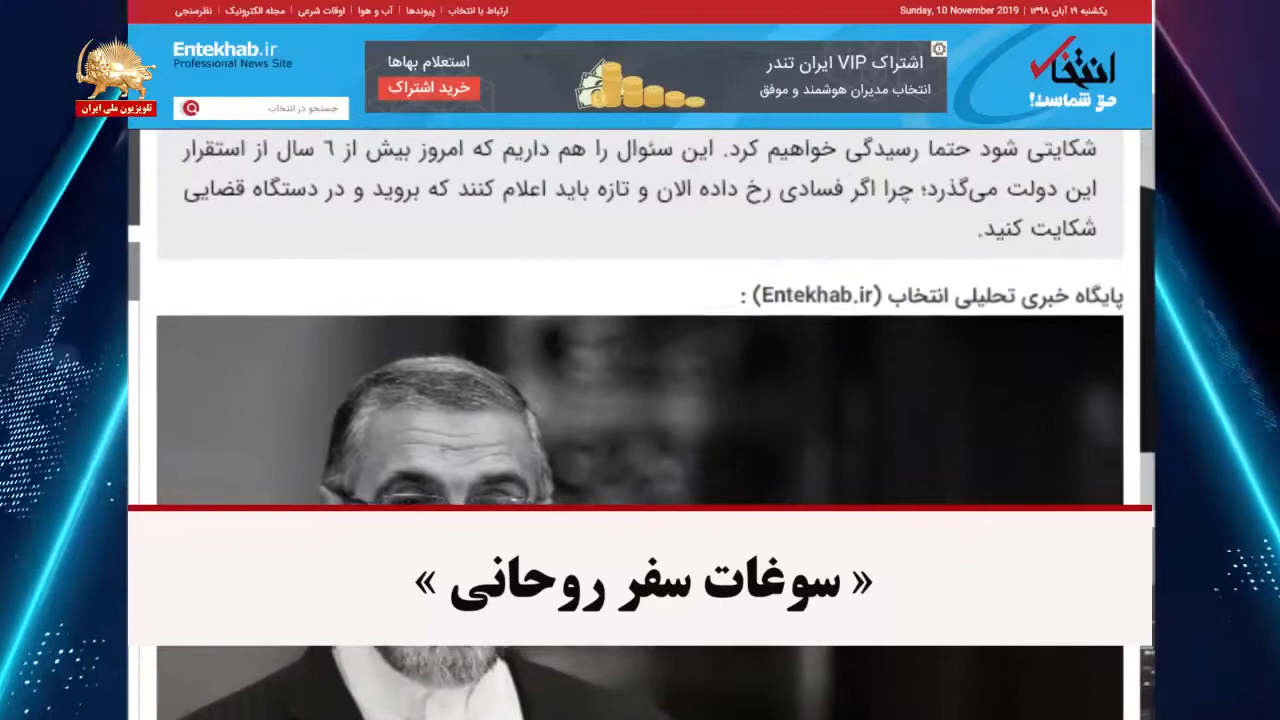 ارتباط با انتخاب | پیوندها | آب و هوا | اوقات شرعی | مجله الکترونیک | نظرسنجی
یکشنبه ۱۹ آبان ۱۳۹۸ | Sunday, 10 November 2019
Entekhab.ir
Professional News Site
جستجو در انتخاب
اشتراک VIP ایران تندر
انتخاب مدیران هوشمند و موفق
استعلام بهاها
خرید اشتراک
انتخاب
حق شماست!
تلویزیون ملی ایران
شکایتی شود حتما رسیدگی خواهیم کرد. این سئوال را هم داریم که امروز بیش از ٦ سال از استقرار
این دولت می‌گذرد؛ چرا اگر فسادی رخ داده الان و تازه باید اعلام کنند که بروید و در دستگاه قضایی
شکایت کنید.
پایگاه خبری تحلیلی انتخاب (Entekhab.ir) :
« سوغات سفر روحانی »